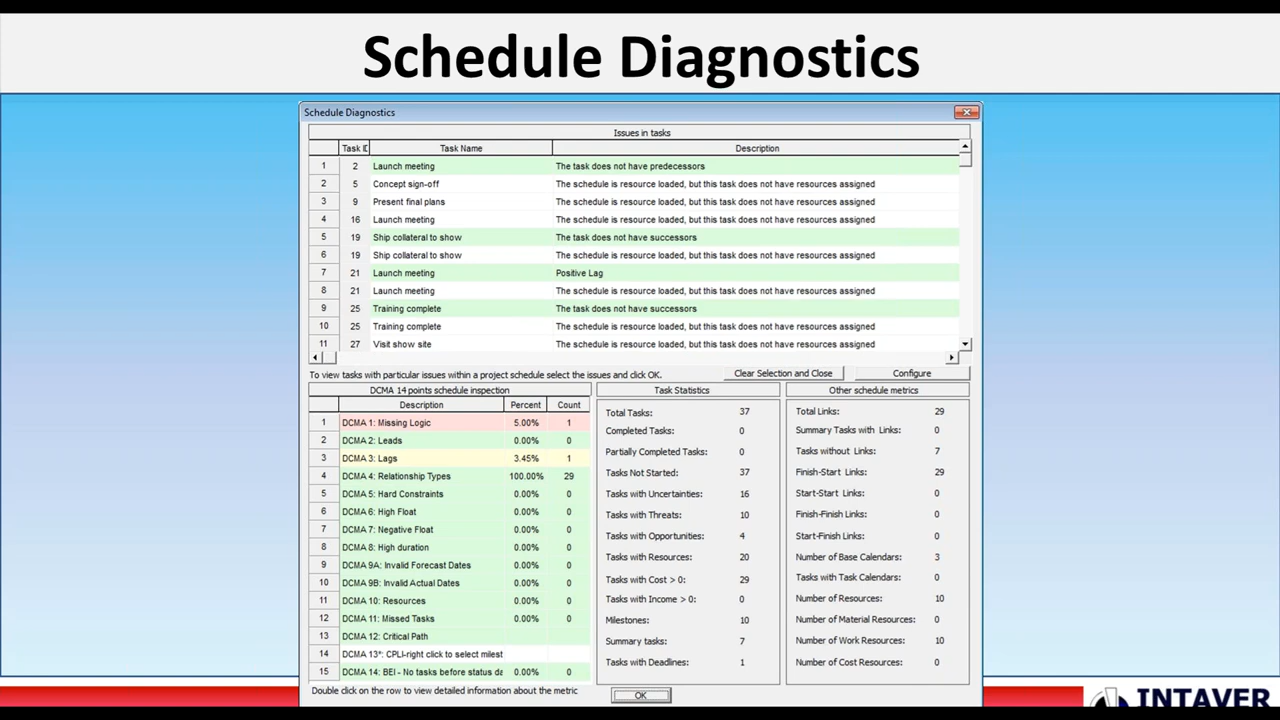 Schedule Diagnostics
Schedule Diagnostics
Issues in tasks
Task ID Task Name Description
1 2 Launch meeting The task does not have predecessors
2 5 Concept sign-off The schedule is resource loaded, but this task does not have resources assigned
3 9 Present final plans The schedule is resource loaded, but this task does not have resources assigned
4 16 Launch meeting The schedule is resource loaded, but this task does not have resources assigned
5 19 Ship collateral to show The task does not have successors
6 19 Ship collateral to show The schedule is resource loaded, but this task does not have resources assigned
7 21 Launch meeting Positive Lag
8 21 Launch meeting The schedule is resource loaded, but this task does not have resources assigned
9 25 Training complete The task does not have successors
10 25 Training complete The schedule is resource loaded, but this task does not have resources assigned
11 27 Visit show site The schedule is resource loaded, but this task does not have resources assigned
To view tasks with particular issues within a project schedule select the issues and click OK. Clear Selection and Close Configure
DCMA 14 points schedule inspection
Description Percent Count
1 DCMA 1: Missing Logic 5.00% 1
2 DCMA 2: Leads 0.00% 0
3 DCMA 3: Lags 3.45% 1
4 DCMA 4: Relationship Types 100.00% 29
5 DCMA 5: Hard Constraints 0.00% 0
6 DCMA 6: High Float 0.00% 0
7 DCMA 7: Negative Float 0.00% 0
8 DCMA 8: High duration 0.00% 0
9 DCMA 9A: Invalid Forecast Dates 0.00% 0
10 DCMA 9B: Invalid Actual Dates 0.00% 0
11 DCMA 10: Resources 0.00% 0
12 DCMA 11: Missed Tasks 0.00% 0
13 DCMA 12: Critical Path
14 DCMA 13*: CPLI-right click to select milest
15 DCMA 14: BEI - No tasks before status da 0.00% 0
Double click on the row to view detailed information about the metric
Task Statistics
Total Tasks: 37
Completed Tasks: 0
Partially Completed Tasks: 0
Tasks Not Started: 37
Tasks with Uncertainties: 16
Tasks with Threats: 10
Tasks with Opportunities: 4
Tasks with Resources: 20
Tasks with Cost > 0: 29
Tasks with Income > 0: 0
Milestones: 10
Summary tasks: 7
Tasks with Deadlines: 1
Other schedule metrics
Total Links: 29
Summary Tasks with Links: 0
Tasks without Links: 7
Finish-Start Links: 29
Start-Start Links: 0
Finish-Finish Links: 0
Start-Finish Links: 0
Number of Base Calendars: 3
Tasks with Task Calendars: 0
Number of Resources: 10
Number of Material Resources: 0
Number of Work Resources: 10
Number of Cost Resources: 0
OK
INTAVER